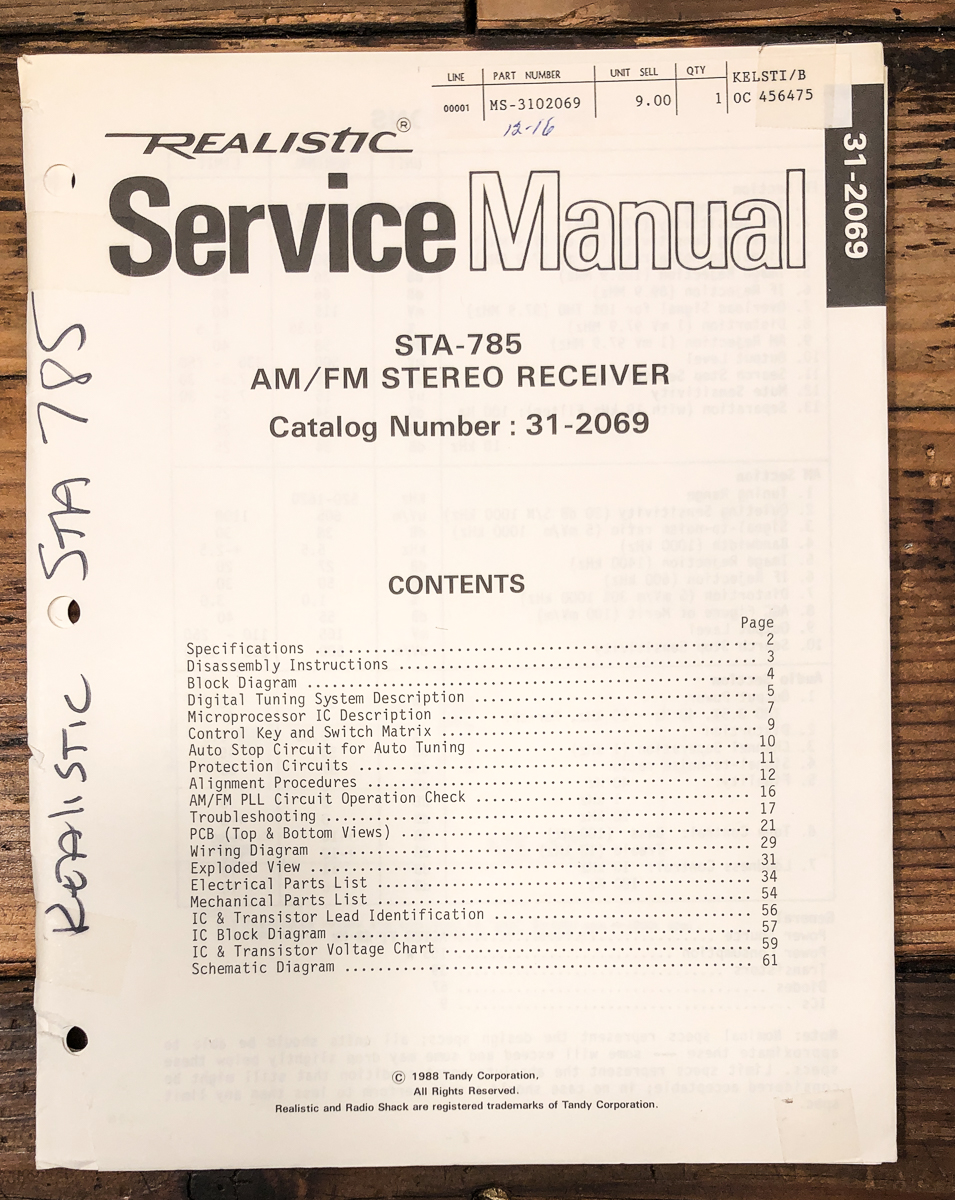 LINE PART NUMBER UNIT SELL QTY KELSTI/B
00001 MS-3102069 9.00 1 OC 456475
12-16
REALISTIC®
Service Manual
31-2069
STA-785
AM/FM STEREO RECEIVER
Catalog Number : 31-2069
REALISTIC STA 785
CONTENTS
Page
Specifications .......... 2
Disassembly Instructions .......... 3
Block Diagram .......... 4
Digital Tuning System Description .......... 5
Microprocessor IC Description .......... 7
Control Key and Switch Matrix .......... 9
Auto Stop Circuit for Auto Tuning .......... 10
Protection Circuits .......... 11
Alignment Procedures .......... 12
AM/FM PLL Circuit Operation Check .......... 16
Troubleshooting .......... 17
PCB (Top & Bottom Views) .......... 21
Wiring Diagram .......... 29
Exploded View .......... 31
Electrical Parts List .......... 34
Mechanical Parts List .......... 54
IC & Transistor Lead Identification .......... 56
IC Block Diagram .......... 57
IC & Transistor Voltage Chart .......... 59
Schematic Diagram .......... 61
© 1988 Tandy Corporation.
All Rights Reserved.
Realistic and Radio Shack are registered trademarks of Tandy Corporation.